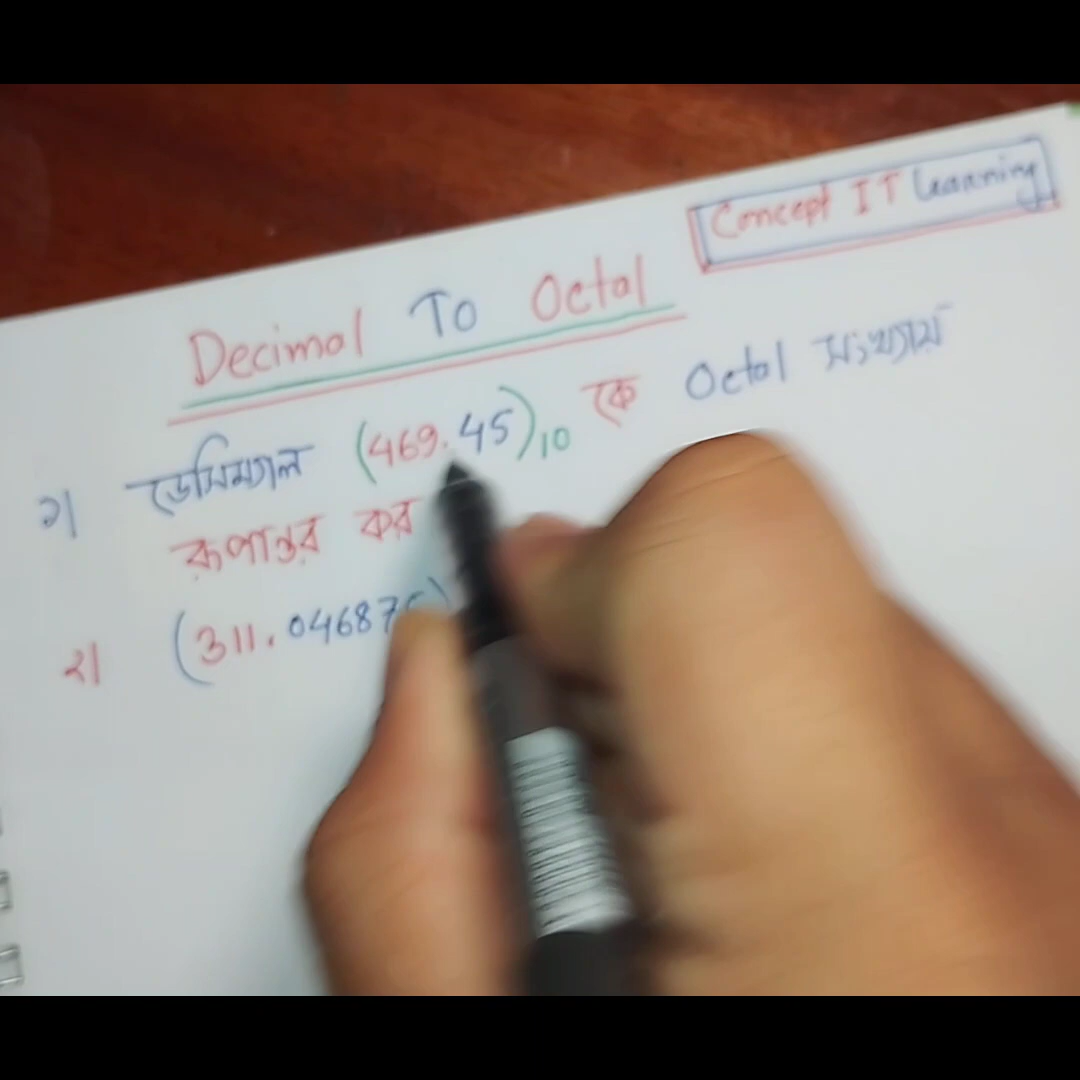 Concept IT Learning
Decimal To Octal
১। ডেসিম্যাল (469.45)10 কে Octal সংখ্যায়
রূপান্তর কর
২। (311.046875)